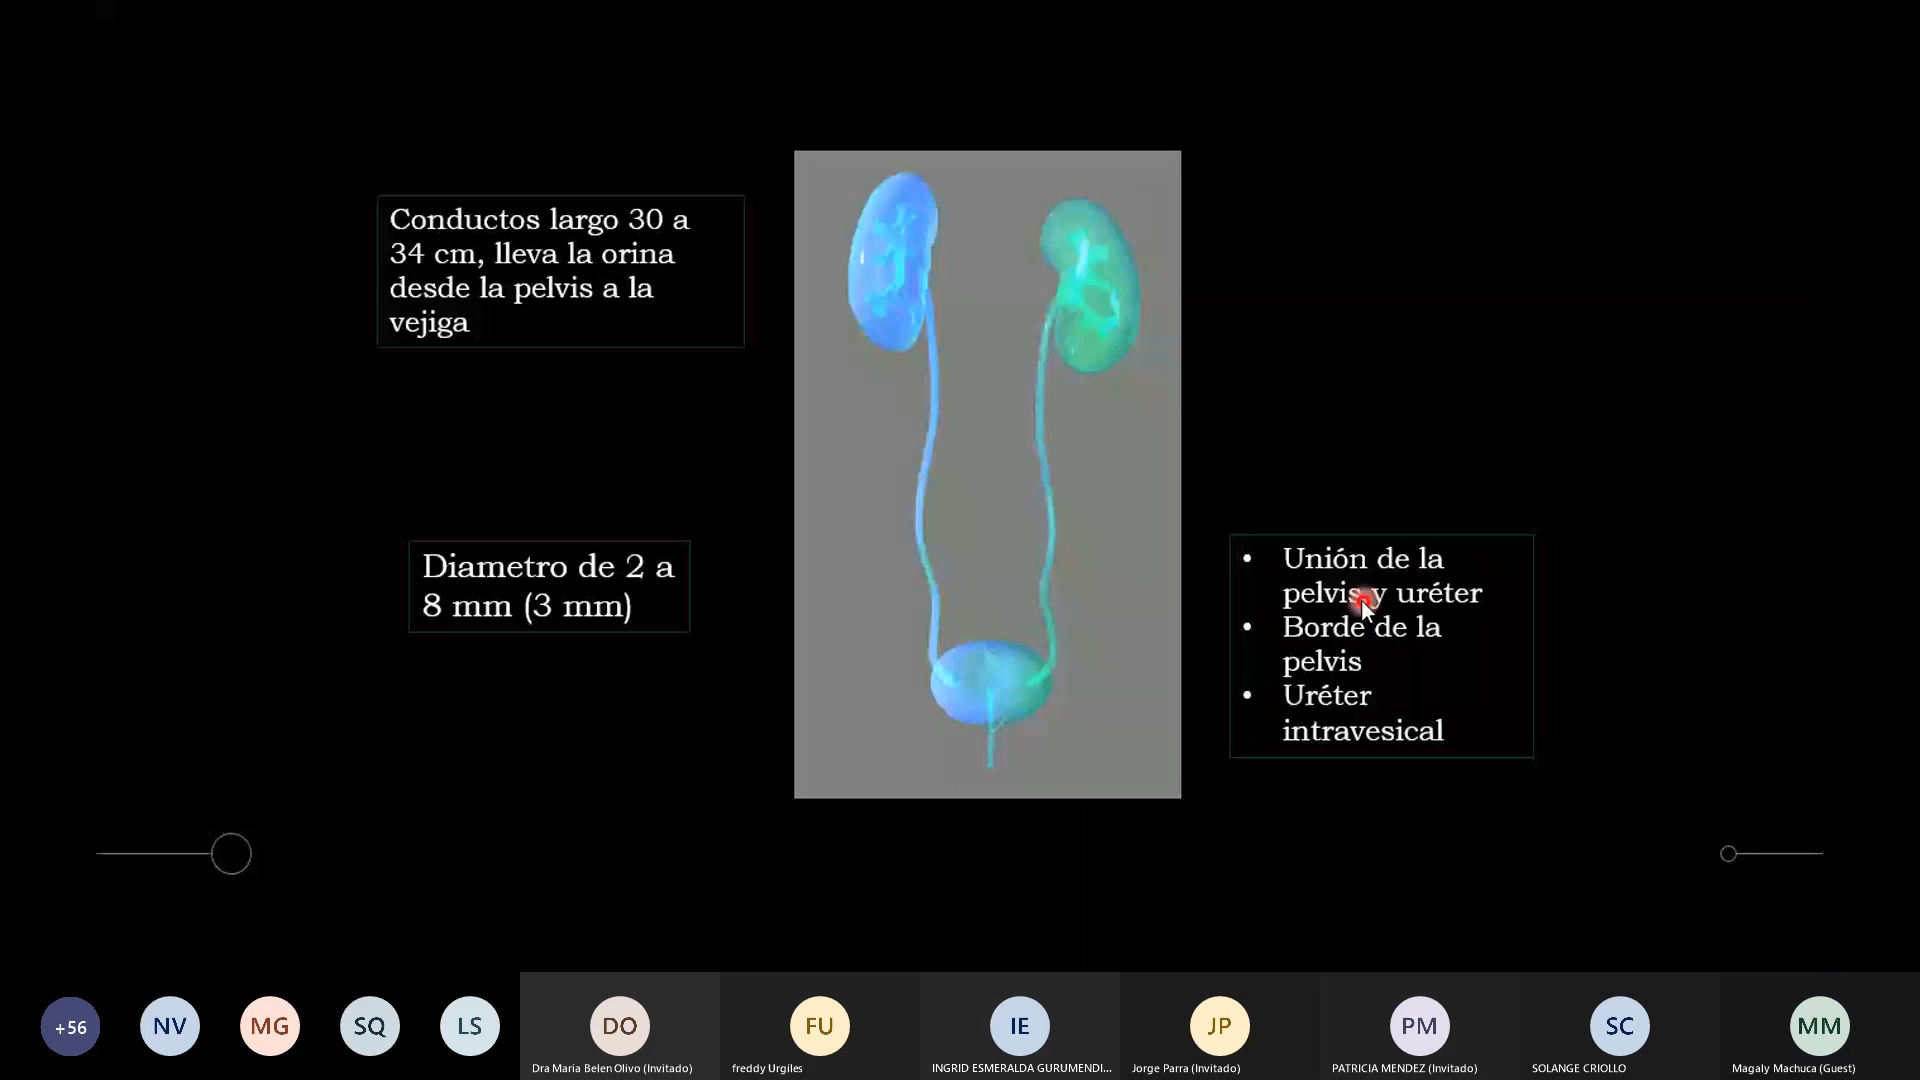 Conductos largo 30 a
34 cm, lleva la orina
desde la pelvis a la
vejiga
Diametro de 2 a
8 mm (3 mm)
• Unión de la
pelvis y uréter
• Borde de la
pelvis
• Uréter
intravesical
+56
NV
MG
SQ
LS
DO
FU
IE
JP
PM
SC
MM
Dra Maria Belen Olivo (Invitado)
freddy Urgiles
INGRID ESMERALDA GURUMENDI...
Jorge Parra (Invitado)
PATRICIA MENDEZ (Invitado)
SOLANGE CRIOLLO
Magaly Machuca (Guest)